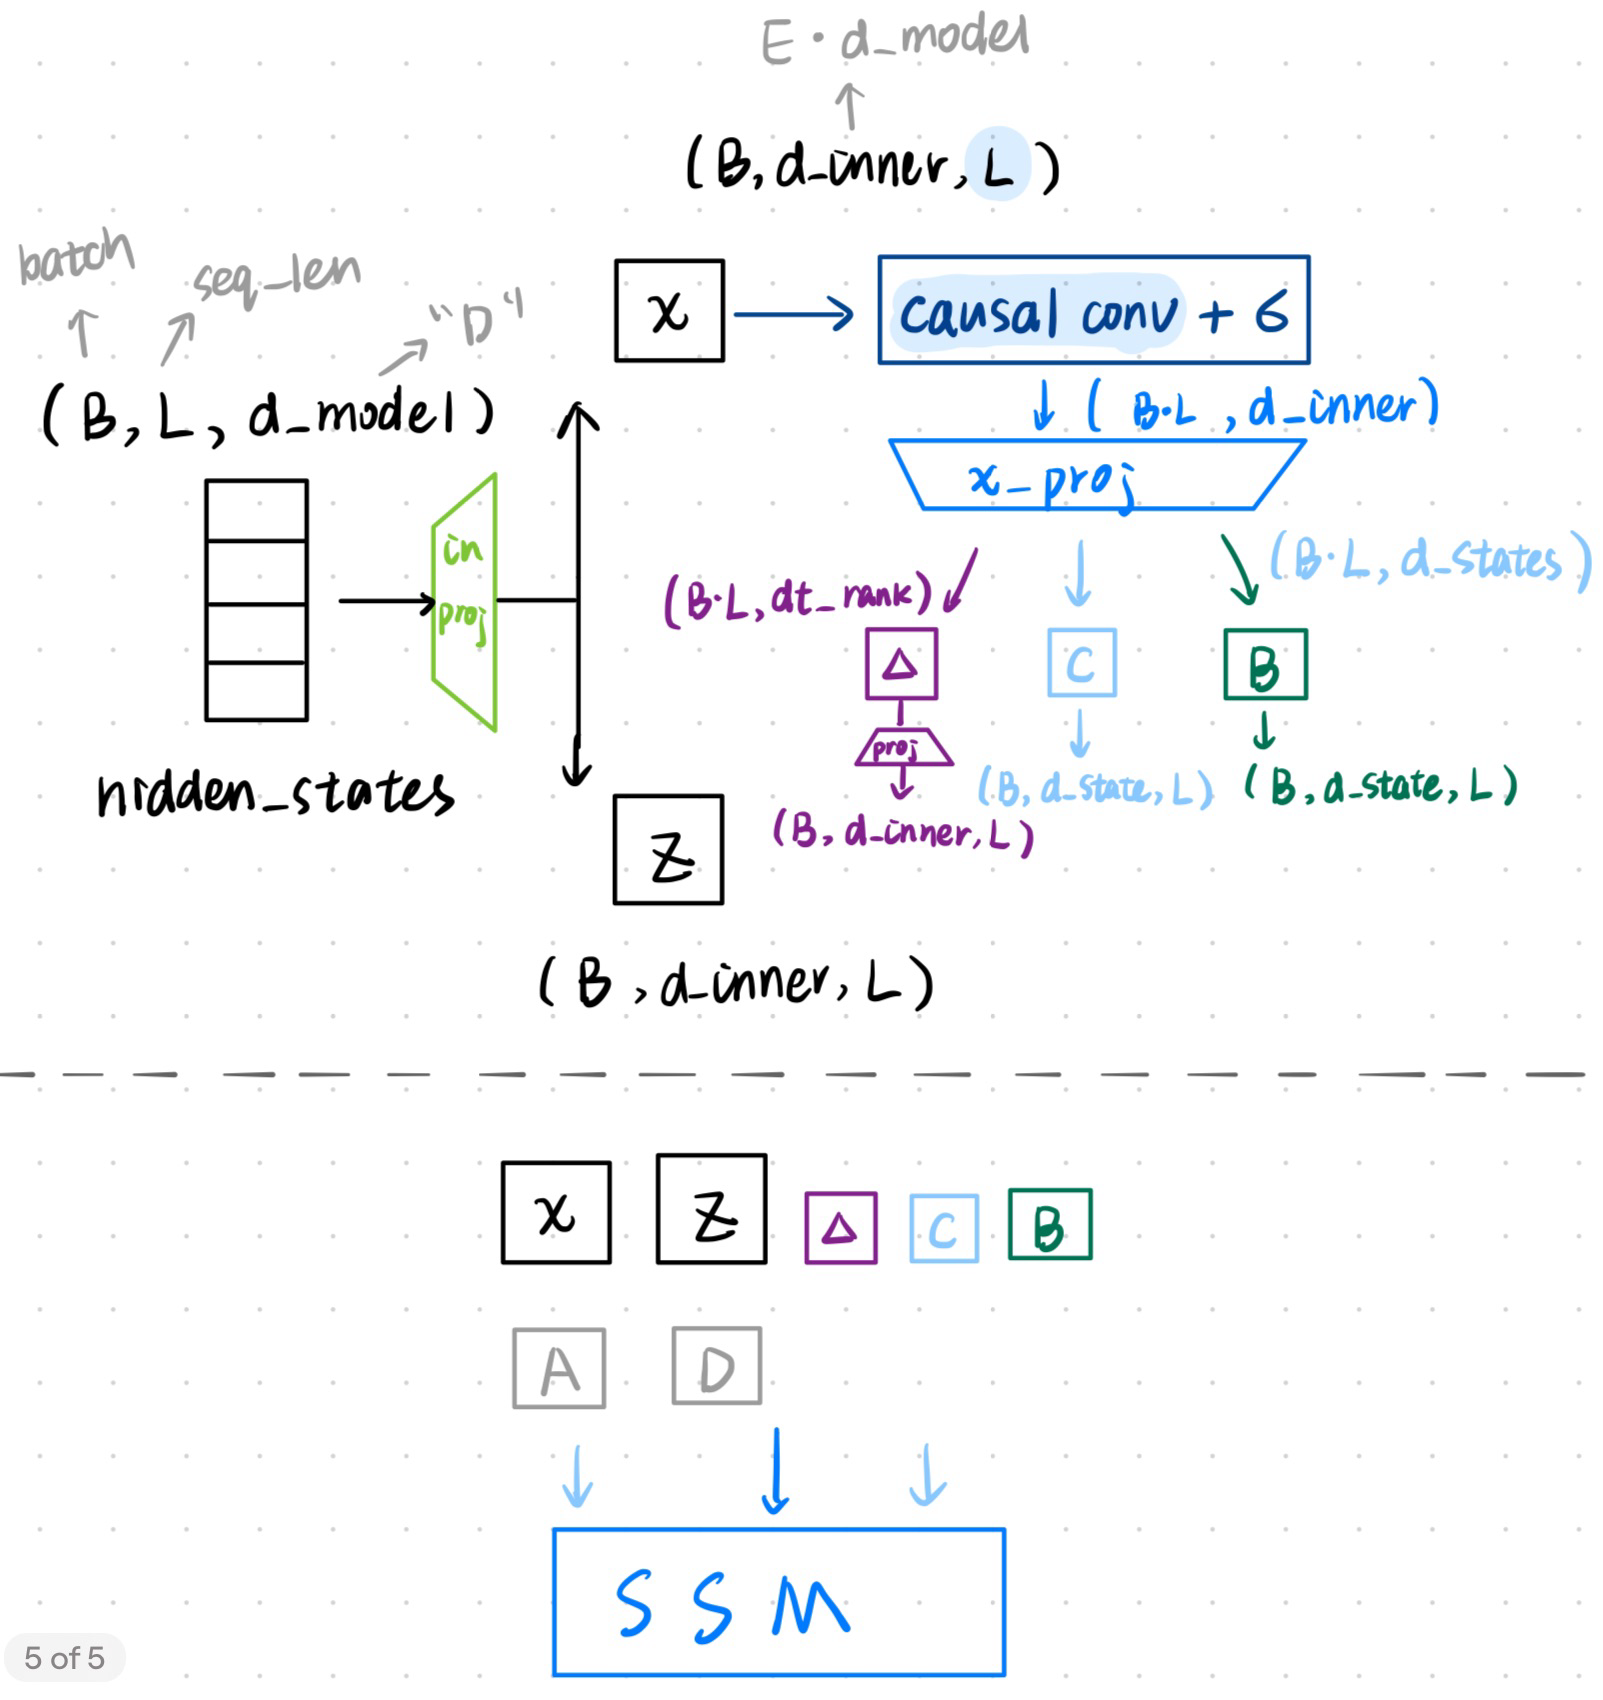 E · d_model
(B, d_inner, L)
batch
seq_len
"D"
(B, L, d_model)
x
causal conv + 6
(B·L, d_inner)
x_proj
in
proj
(B·L, dt_rank)
(B·L, d_states)
Δ
C
B
proj
(B, d_inner, L)
(B, d_state, L)
(B, d_state, L)
hidden_states
z
(B, d_inner, L)
x z Δ C B
A D
SSM
5 of 5